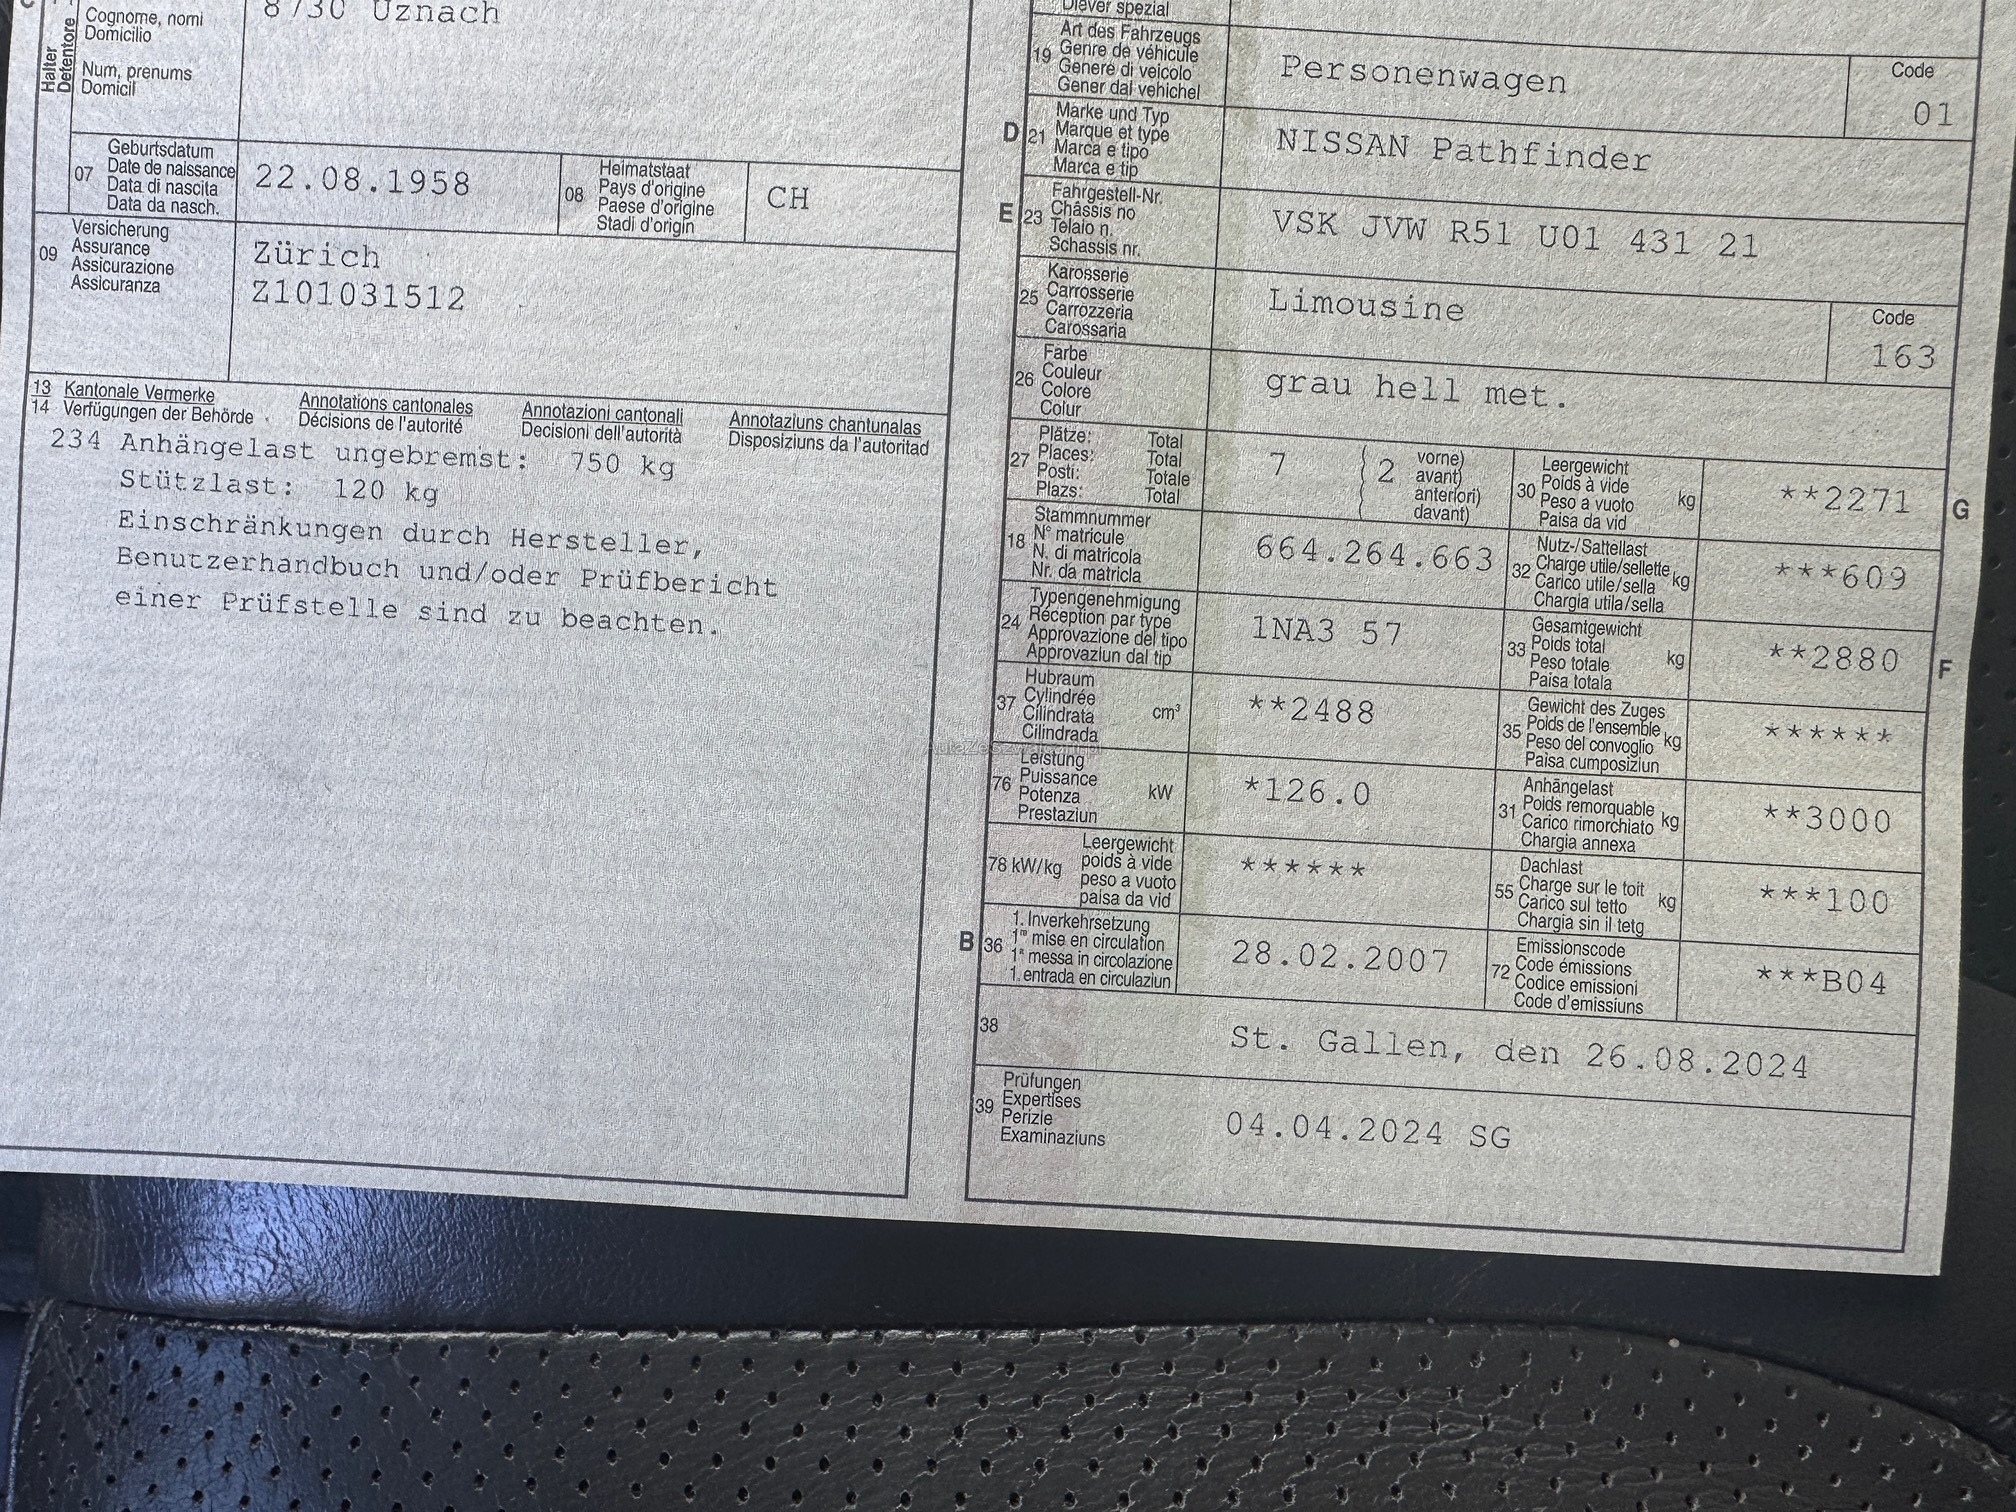 Halter
Detentore
Cognome, nomi
Domicilio
Num, prenums
Domicil
8730 Uznach
07
Geburtsdatum
Date de naissance
Data di nascita
Data da nasch.
22.08.1958
08
Heimatstaat
Pays d'origine
Paese d'origine
Stadi d'origin
CH
09
Versicherung
Assurance
Assicurazione
Assicuranza
Zürich
Z101031512
13 Kantonale Vermerke Annotations cantonales Annotazioni cantonali Annotaziuns chantunalas
14 Verfügungen der Behörde Décisions de l'autorité Decisioni dell'autorità Disposiziuns da l'autoritad
234 Anhängelast ungebremst: 750 kg
Stützlast: 120 kg
Einschränkungen durch Hersteller,
Benutzerhandbuch und/oder Prüfbericht
einer Prüfstelle sind zu beachten.
Diever spezial
19
Art des Fahrzeugs
Genre de véhicule
Genere di veicolo
Gener dal vehichel
Personenwagen
Code
01
D 21
Marke und Typ
Marque et type
Marca e tipo
Marca e tip
NISSAN Pathfinder
E 23
Fahrgestell-Nr.
Châssis no
Telaio n.
Schassis nr.
VSK JVW R51 U01 431 21
25
Karosserie
Carrosserie
Carrozzeria
Carossaria
Limousine
Code
163
26
Farbe
Couleur
Colore
Colur
grau hell met.
27
Plätze: Total
Places: Total
Posti: Totale
Plazs: Total
7
2
vorne)
avant)
anteriori)
davant)
30
Leergewicht
Poids à vide
Peso a vuoto
Paisa da vid
kg
**2271
G
18
Stammnummer
N° matricule
N. di matricola
Nr. da matricla
664.264.663
32
Nutz-/Sattellast
Charge utile/sellette
Carico utile/sella
Chargia utila/sella
kg
***609
24
Typengenehmigung
Réception par type
Approvazione del tipo
Approvaziun dal tip
1NA3 57
33
Gesamtgewicht
Poids total
Peso totale
Paisa totala
kg
**2880
F
37
Hubraum
Cylindrée
Cilindrata
Cilindrada
cm³
**2488
35
Gewicht des Zuges
Poids de l'ensemble
Peso del convoglio
Paisa cumposiziun
kg
******
76
Leistung
Puissance
Potenza
Prestaziun
kW
*126.0
31
Anhängelast
Poids remorquable
Carico rimorchiato
Chargia annexa
kg
**3000
78 kW/kg
Leergewicht
poids à vide
peso a vuoto
paisa da vid
******
55
Dachlast
Charge sur le toit
Carico sul tetto
Chargia sin il tetg
kg
***100
B 36
1. Inverkehrsetzung
1re mise en circulation
1a messa in circolazione
1. entrada en circulaziun
28.02.2007
72
Emissionscode
Code émissions
Codice emissioni
Code d'emissiuns
***B04
38
St. Gallen, den 26.08.2024
39
Prüfungen
Expertises
Perizie
Examinaziuns
04.04.2024 SG